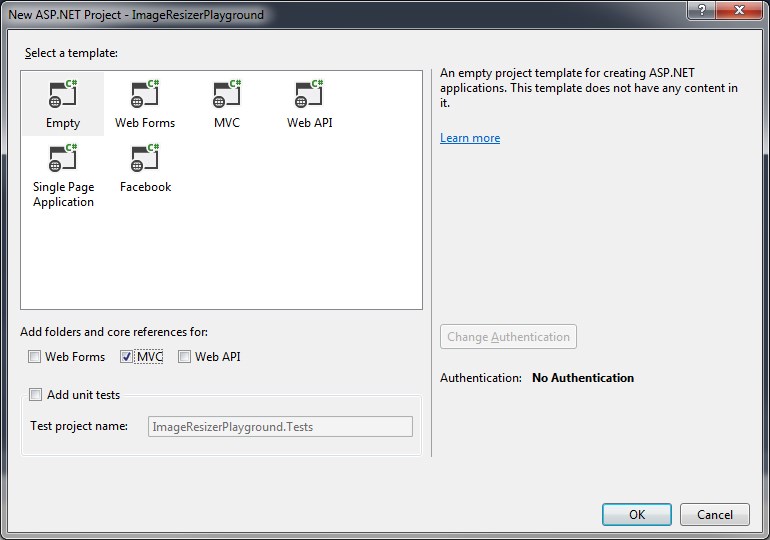 New ASP.NET Project - ImageResizerPlayground
?
Select a template:
C# C# C# C#
Empty Web Forms MVC Web API
C# C#
Single Page Facebook
Application
An empty project template for creating ASP.NET
applications. This template does not have any content in
it.
Learn more
Add folders and core references for:
Web Forms MVC Web API
Add unit tests
Test project name: ImageResizerPlayground.Tests
Change Authentication
Authentication: No Authentication
OK Cancel